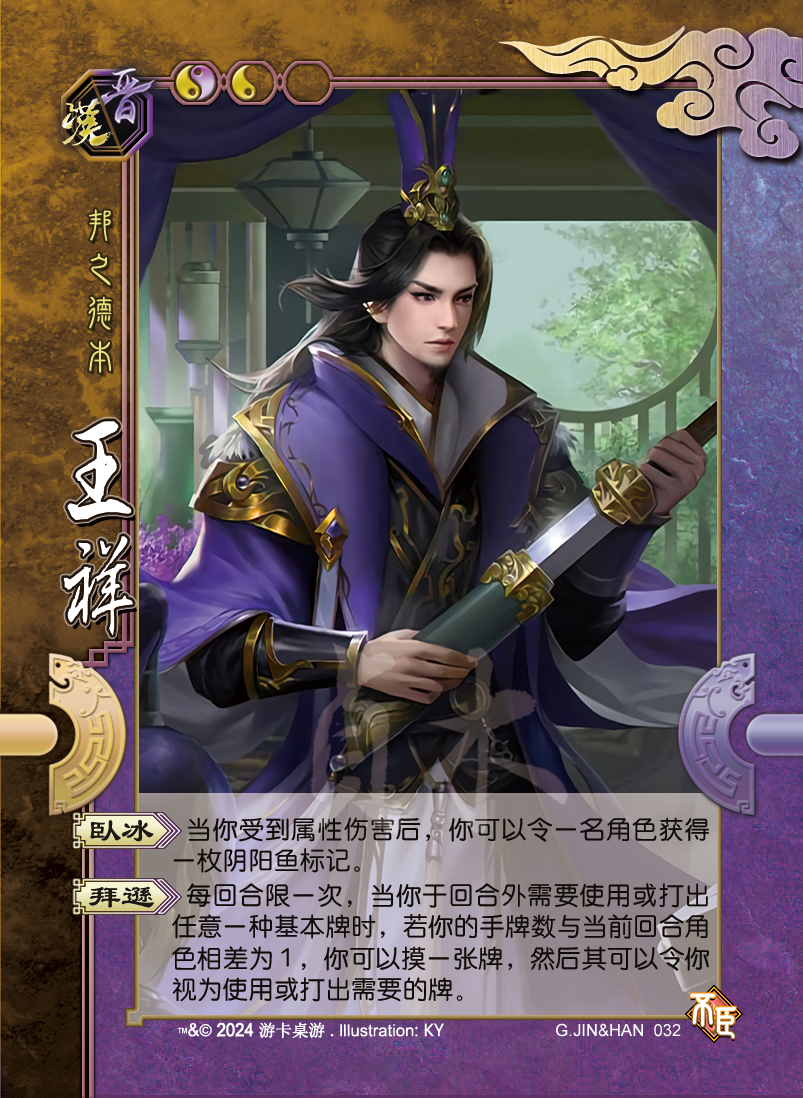 晋
漢
邦之德本
王祥
臥冰
当你受到属性伤害后，你可以令一名角色获得
一枚阴阳鱼标记。
拜遜
每回合限一次，当你于回合外需要使用或打出
任意一种基本牌时，若你的手牌数与当前回合角
色相差为1，你可以摸一张牌，然后其可以令你
视为使用或打出需要的牌。
™&© 2024 游卡桌游 . Illustration: KY
G.JIN&HAN 032
不臣